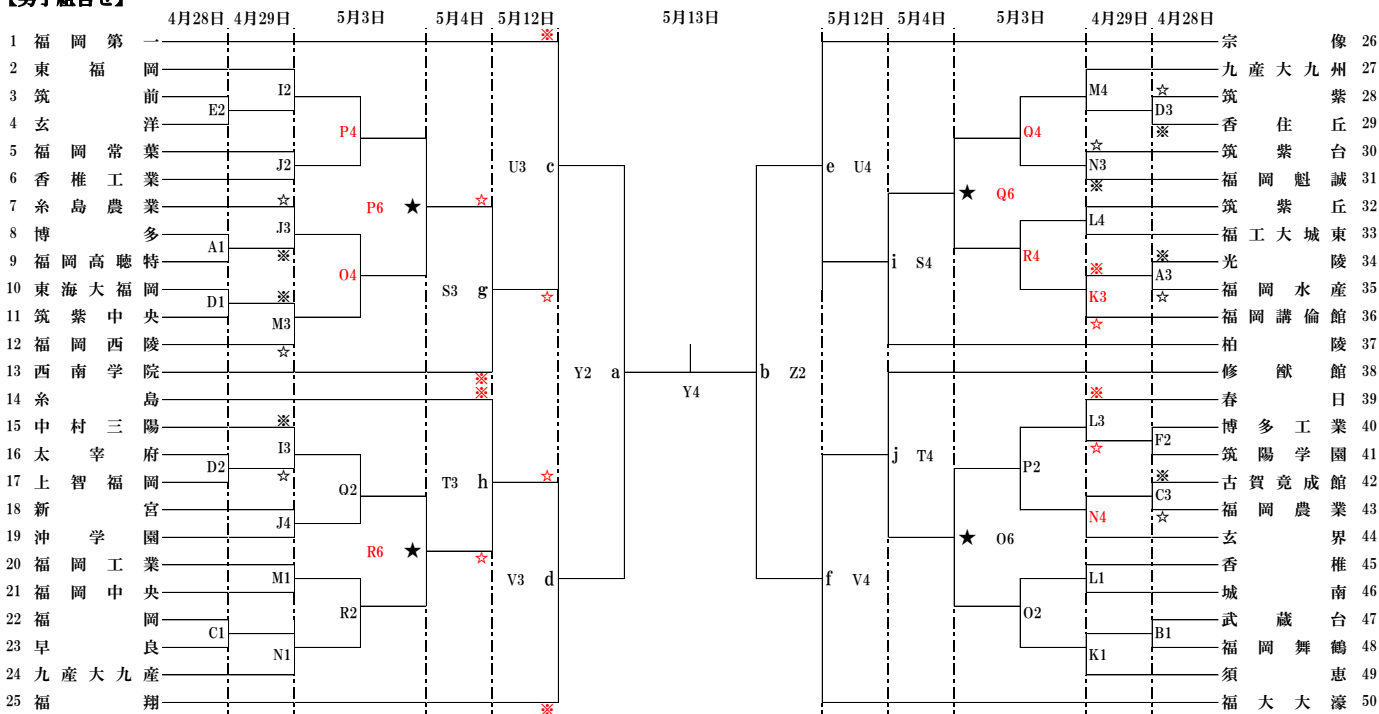 【男子組合せ】
4月28日 4月29日 5月3日 5月4日 5月12日 5月13日 5月12日 5月4日 5月3日 4月29日 4月28日
1 福岡第一 ※ 宗像 26
2 東福岡 九産大九州 27
3 筑前 I2 M4 ☆ 筑紫 28
E2 D3
4 玄洋 香住丘 29
P4 Q4 ※
5 福岡常葉 ☆ 筑紫台 30
J2 U3 c e U4 N3
6 香椎工業 福岡魁誠 31
※
7 糸島農業 ☆ P6 ★ ☆ ★ Q6 筑紫丘 32
J3 L4
8 博多 福工大城東 33
A1 ※ R4 ※
9 福岡高聴特 i S4 ※ 光陵 34
O4 A3
10 東海大福岡 ※ S3 g ☆ K3 ☆ 福岡水産 35
D1
11 筑紫中央 M3 ☆ 福岡講倫館 36
12 福岡西陵 ☆ 柏陵 37
13 西南学院 ※ Y2 a Y4 b Z2 修猷館 38
14 糸島 ※ ※ 春日 39
15 中村三陽 ※ L3 博多工業 40
I3 F2
16 太宰府 ☆ 筑陽学園 41
D2 ☆ T3 h ☆ j T4 P2 ※
17 上智福岡 古賀竟成館 42
Q2 C3
18 新宮 N4 ☆ 福岡農業 43
J4
19 沖学園 ★ O6 玄界 44
R6 ★ ☆
20 福岡工業 香椎 45
M1 V3 d f V4 L1
21 福岡中央 城南 46
R2 O2
22 福岡 武蔵台 47
C1 B1
23 早良 N1 K1 福岡舞鶴 48
24 九産大九産 須恵 49
25 福翔 ※ 福大大濠 50